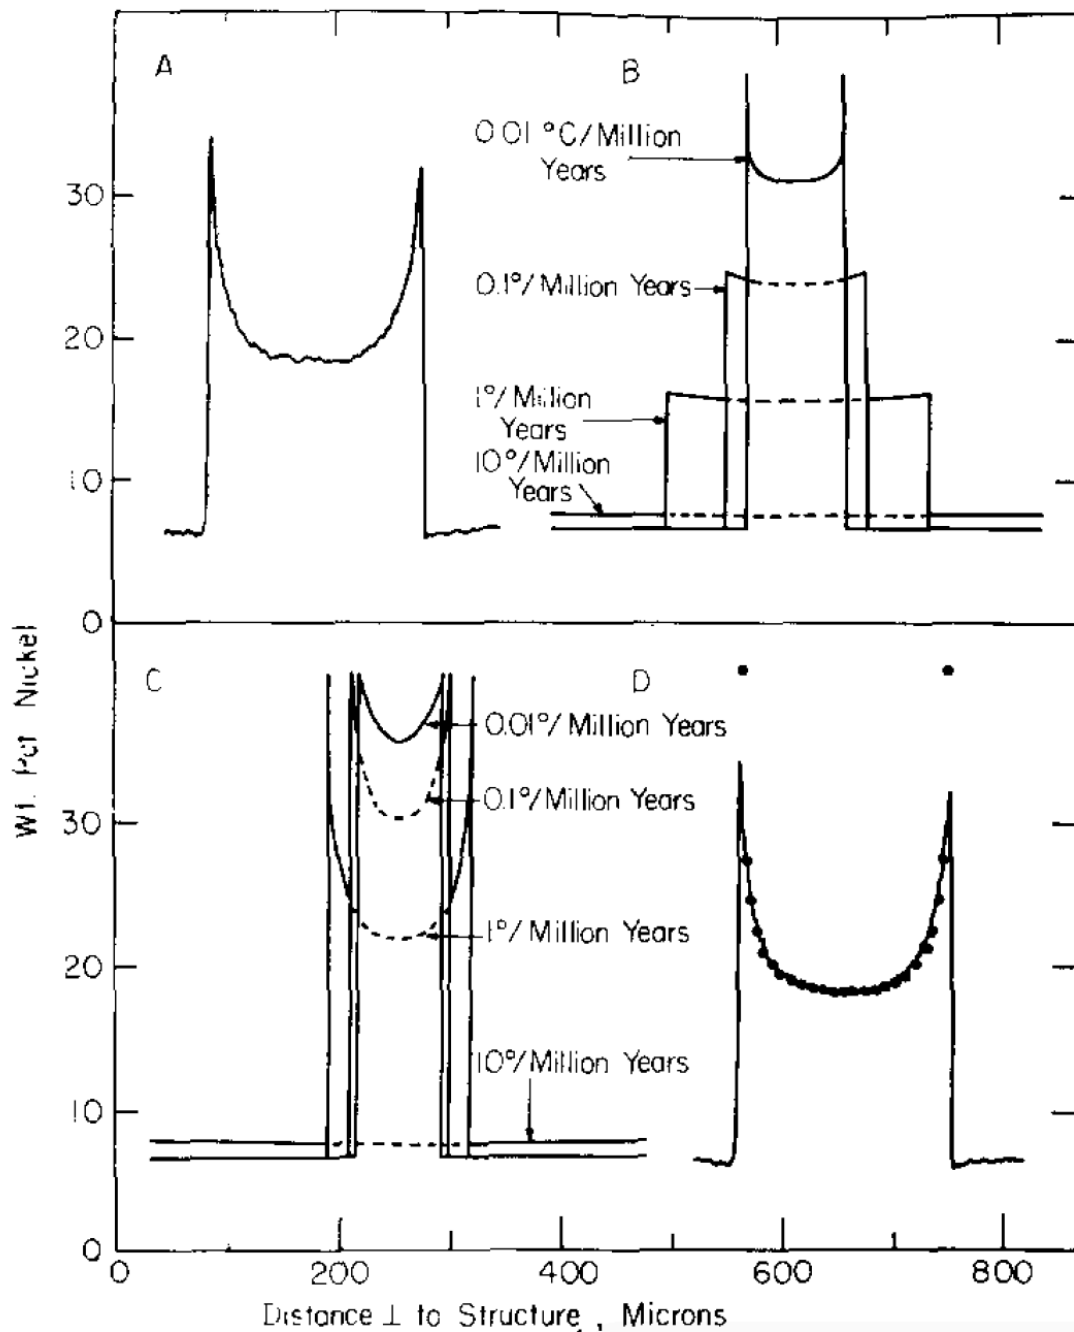 A
B
0.01 °C/Million
Years
30
0.1°/Million Years
20
1°/Million
Years
10°/Million
Years
10
0
Wt. Pct Nickel
C
D
0.01°/Million Years
0.1°/Million Years
30
1°/Million Years
20
10°/Million Years
10
0
0
200
400
600
800
Distance ⊥ to Structure, Microns